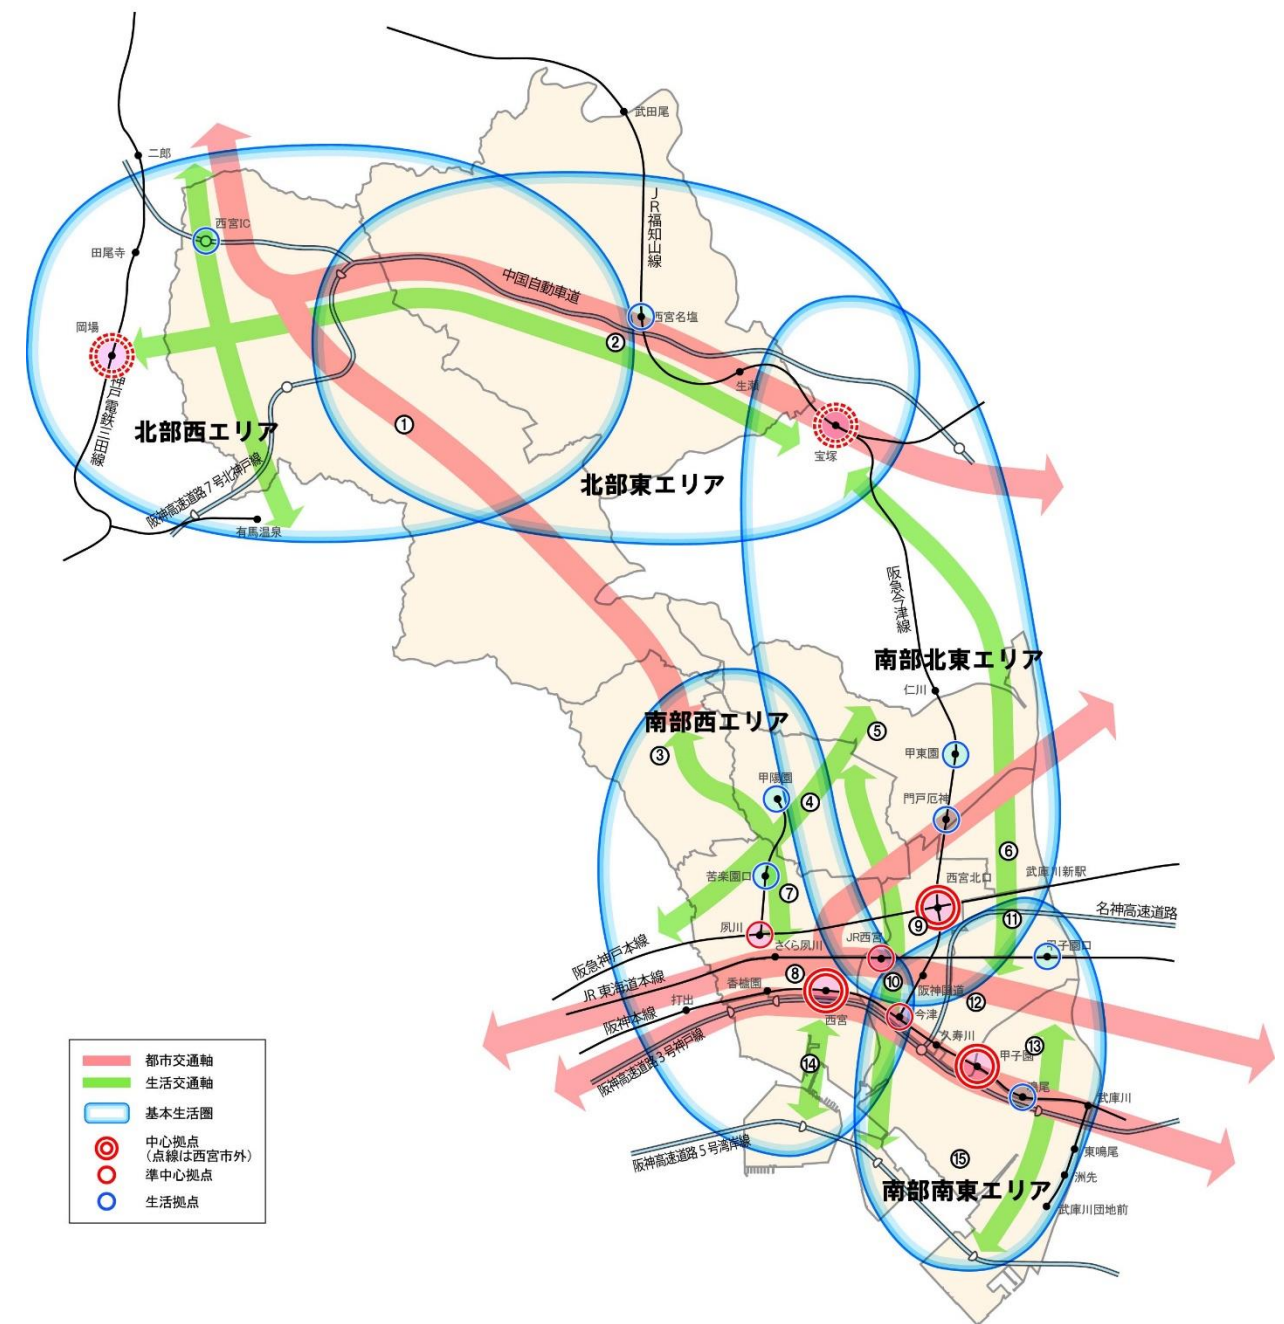 武田尾
二郎
JR福知山線
西宮IC
田尾寺
中国自動車道
西宮名塩
岡場
②
生瀬
神戸電鉄三田線
北部西エリア
①
宝塚
阪神高速道路7号北神戸線
北部東エリア
有馬温泉
阪急今津線
南部北東エリア
仁川
南部西エリア
⑤
③
甲東園
甲陽園
④
門戸厄神
⑥
苦楽園口
西宮北口
武庫川新駅
⑦
名神高速道路
夙川
⑨
⑪
さくら夙川
JR西宮
甲子園口
阪急神戸本線
JR東海道本線
香櫨園
⑧
⑩
阪神国道
⑫
打出
阪神本線
西宮
今津
久寿川
⑬
甲子園
阪神高速道路3号神戸線
⑭
鳴尾
武庫川
阪神高速道路5号湾岸線
⑮
東鳴尾
洲先
南部南東エリア
武庫川団地前
都市交通軸
生活交通軸
基本生活圏
中心拠点
(点線は西宮市外)
準中心拠点
生活拠点